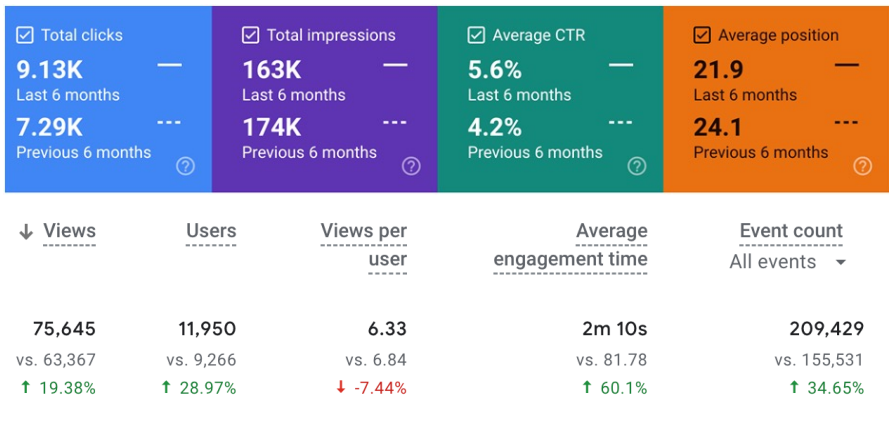 Total clicks
9.13K
Last 6 months
7.29K
Previous 6 months
Total impressions
163K
Last 6 months
174K
Previous 6 months
Average CTR
5.6%
Last 6 months
4.2%
Previous 6 months
Average position
21.9
Last 6 months
24.1
Previous 6 months
Views
Users
Views per
user
Average
engagement time
Event count
All events
75,645
vs. 63,367
↑ 19.38%
11,950
vs. 9,266
↑ 28.97%
6.33
vs. 6.84
↓ -7.44%
2m 10s
vs. 81.78
↑ 60.1%
209,429
vs. 155,531
↑ 34.65%